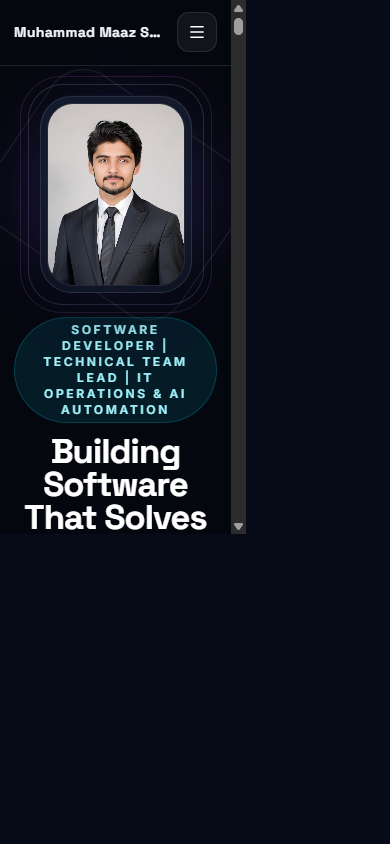 Muhammad Maaz S...
SOFTWARE
DEVELOPER |
TECHNICAL TEAM
LEAD | IT
OPERATIONS & AI
AUTOMATION
Building
Software
That Solves